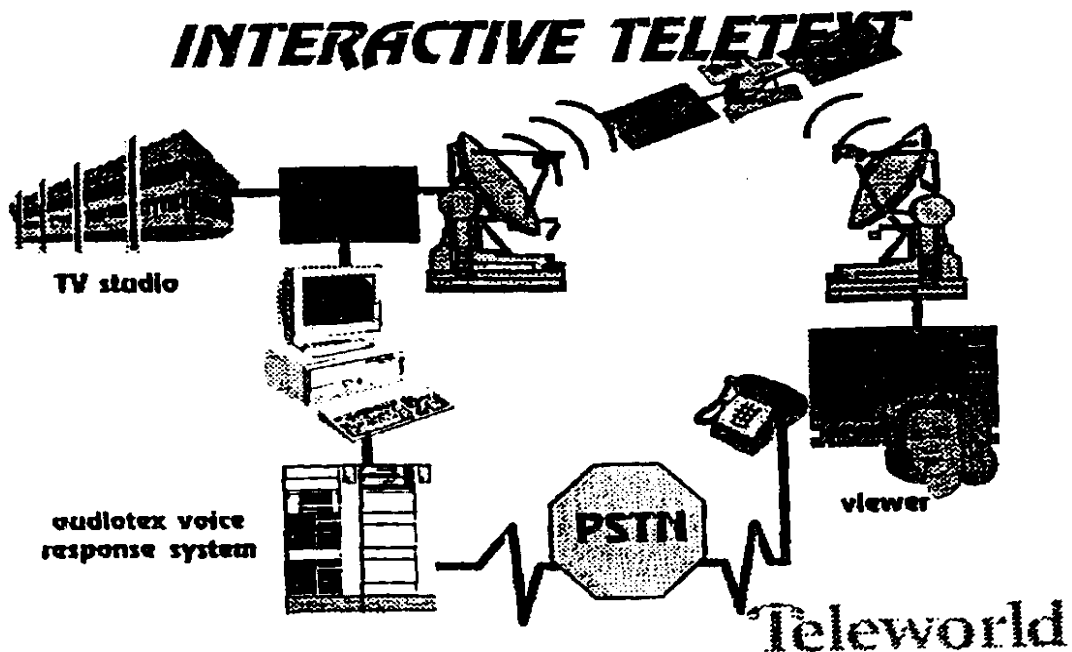 INTERACTIVE TELETEXT
TV studio
audiotex voice
response system
PSTN
viewer
Teleworld